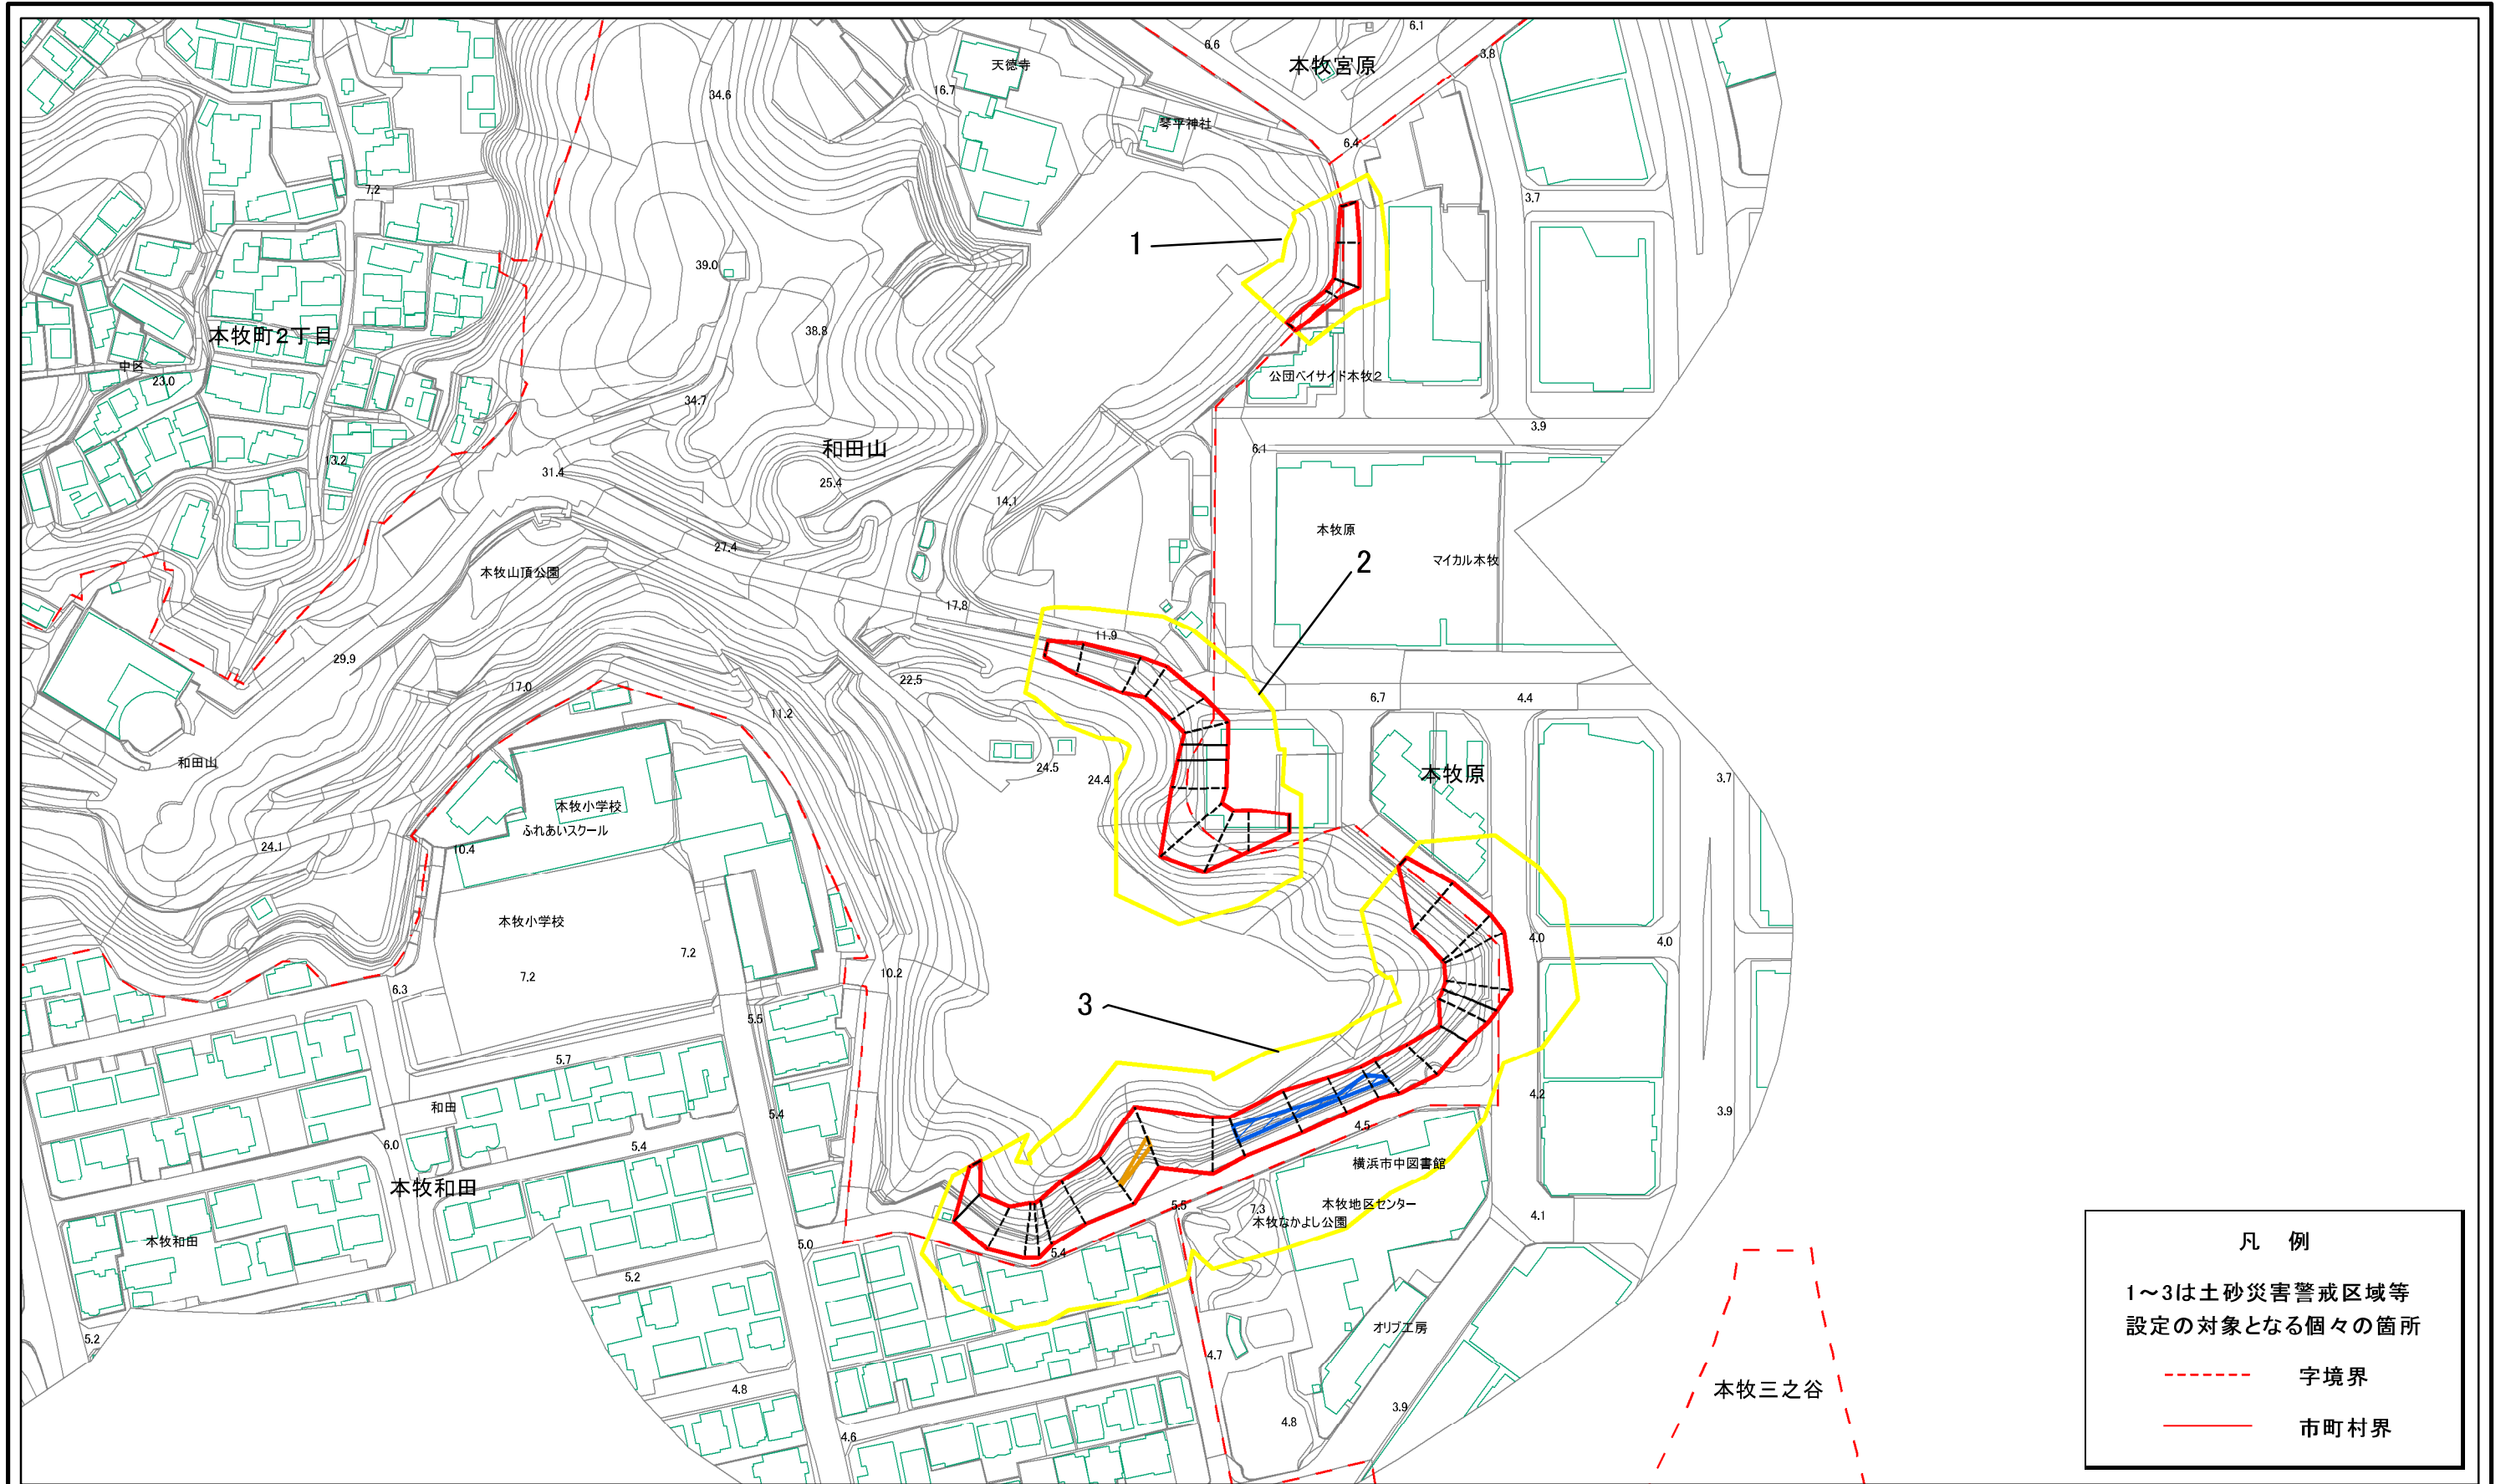 6.6
6.1
本牧宮原
3.8
天徳寺
34.6
16.7
琴平神社
6.4
7.2
3.7
1
39.0
38.8
本牧町2丁目
中区
23.0
公団ベイサイド本牧2
34.7
3.9
和田山
6.1
13.2
31.4
25.4
14.1
本牧原
マイカル本牧
27.4
2
本牧山頂公園
17.8
11.9
29.9
22.5
17.0
6.7
4.4
11.2
和田山
24.5
24.4
本牧原
3.7
本牧小学校
ふれあいスクール
24.1
10.4
本牧小学校
4.0
4.0
7.2
7.2
10.2
6.3
3
5.5
5.7
4.2
和田
5.4
3.9
4.5
6.0
5.4
横浜市中図書館
本牧和田
5.5
7.3
本牧地区センター
本牧なかよし公園
4.1
本牧和田
5.0
5.4
5.2
5.2
オリブ工房
4.7
4.8
本牧三之谷
3.9
4.8
4.6
凡 例
1～3は土砂災害警戒区域等
設定の対象となる個々の箇所
字境界
市町村界